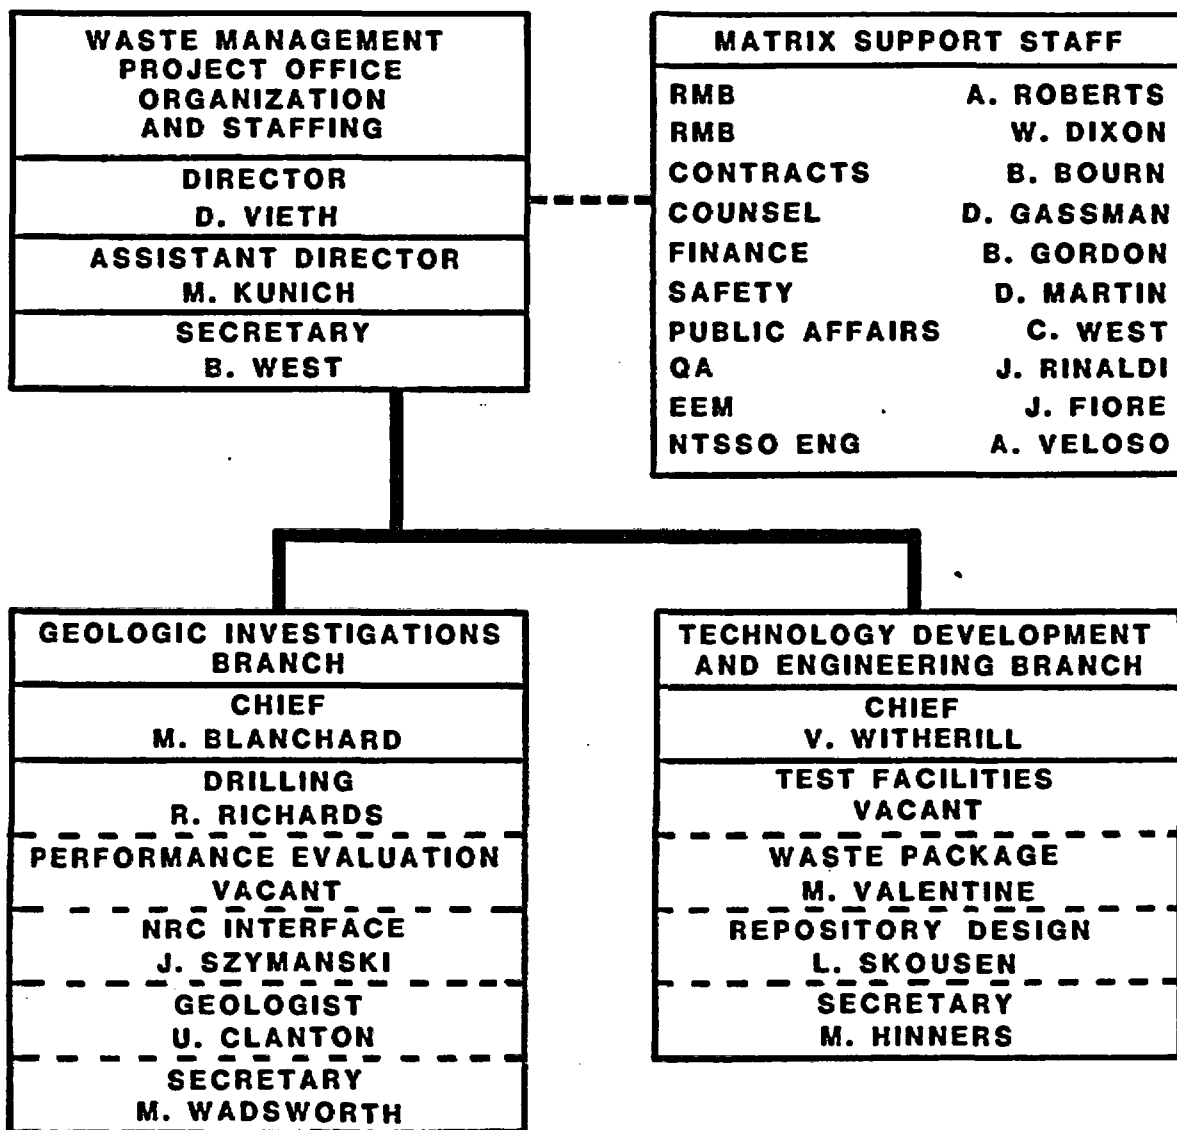 WASTE MANAGEMENT
PROJECT OFFICE
ORGANIZATION
AND STAFFING
DIRECTOR
D. VIETH
ASSISTANT DIRECTOR
M. KUNICH
SECRETARY
B. WEST
MATRIX SUPPORT STAFF
RMB A. ROBERTS
RMB W. DIXON
CONTRACTS B. BOURN
COUNSEL D. GASSMAN
FINANCE B. GORDON
SAFETY D. MARTIN
PUBLIC AFFAIRS C. WEST
QA J. RINALDI
EEM J. FIORE
NTSSO ENG A. VELOSO
GEOLOGIC INVESTIGATIONS
BRANCH
CHIEF
M. BLANCHARD
DRILLING
R. RICHARDS
PERFORMANCE EVALUATION
VACANT
NRC INTERFACE
J. SZYMANSKI
GEOLOGIST
U. CLANTON
SECRETARY
M. WADSWORTH
TECHNOLOGY DEVELOPMENT
AND ENGINEERING BRANCH
CHIEF
V. WITHERILL
TEST FACILITIES
VACANT
WASTE PACKAGE
M. VALENTINE
REPOSITORY DESIGN
L. SKOUSEN
SECRETARY
M. HINNERS